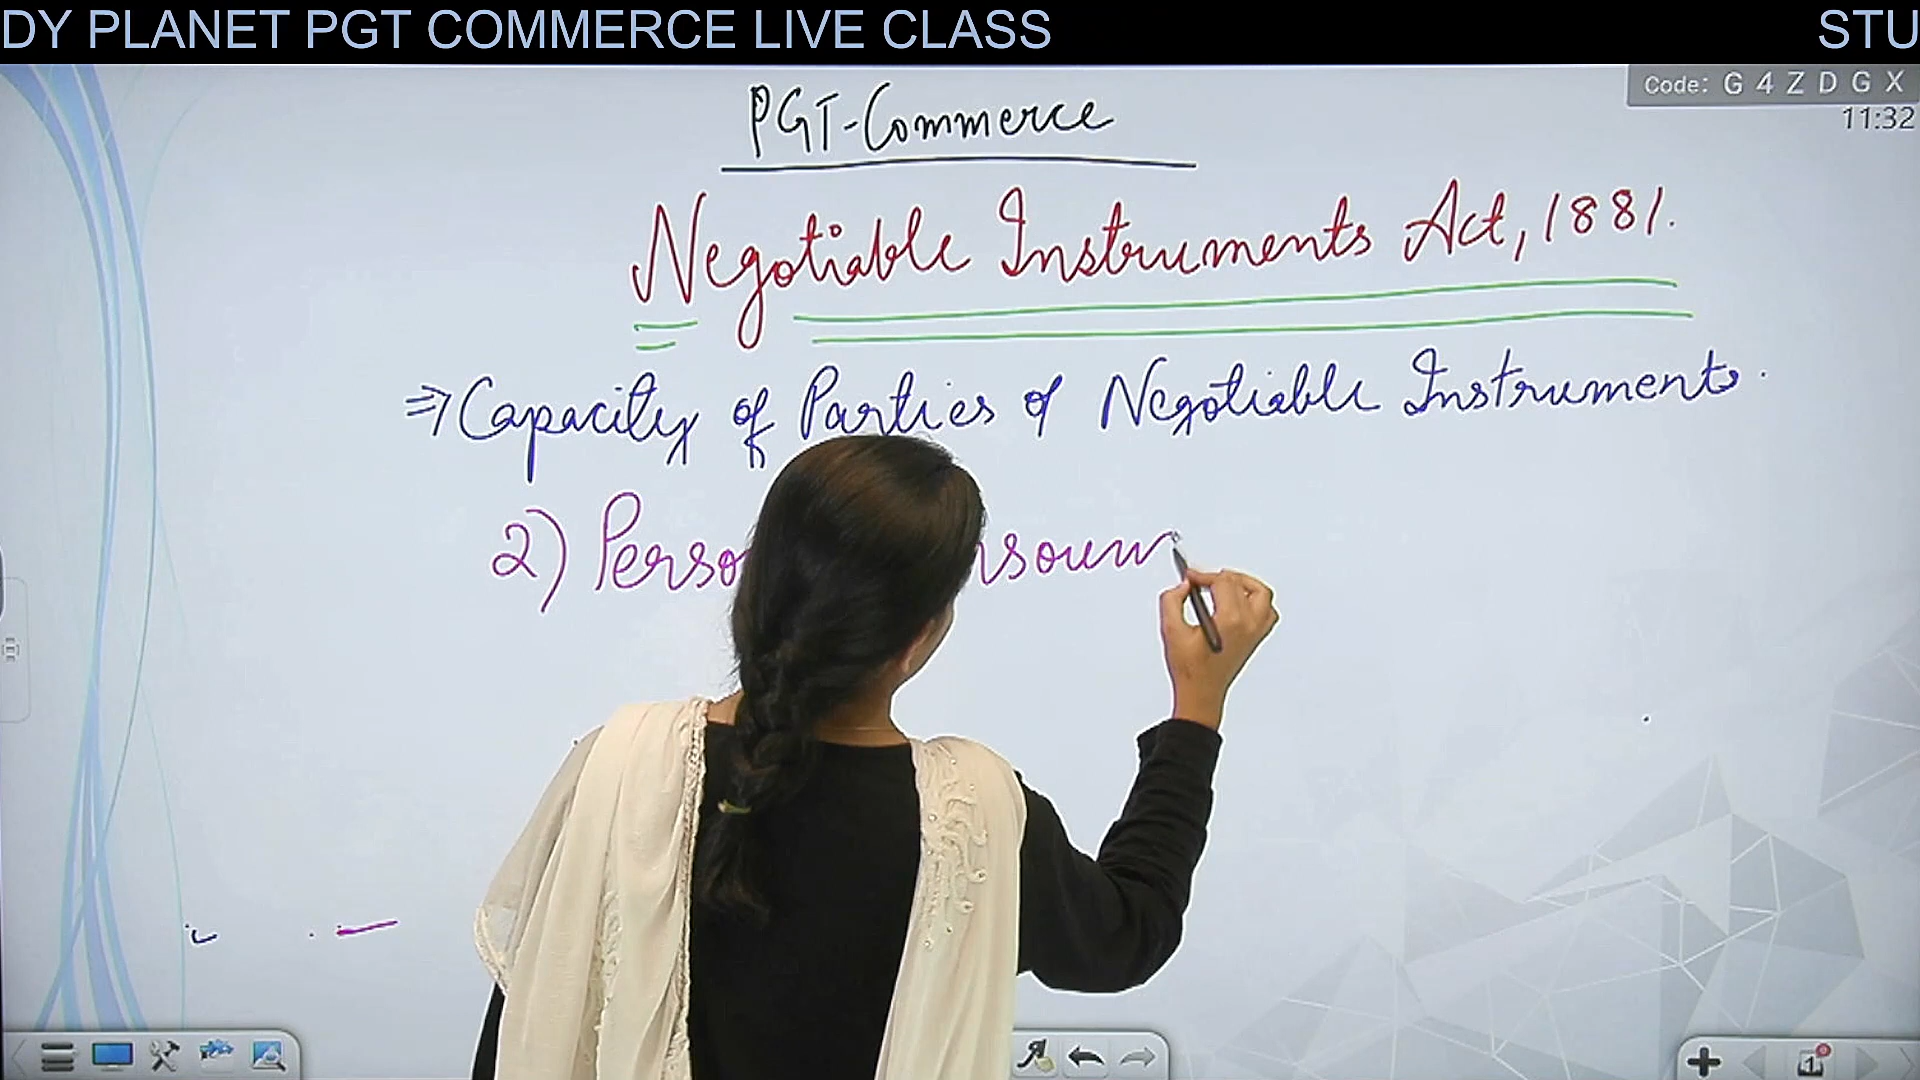 DY PLANET PGT COMMERCE LIVE CLASS STU
Code: G 4 Z D G X
11:32
PGT-Commerce
Negotiable Instruments Act, 1881.
⇒ Capacity of Parties of Negotiable Instruments.
2) Perso nsoun
1